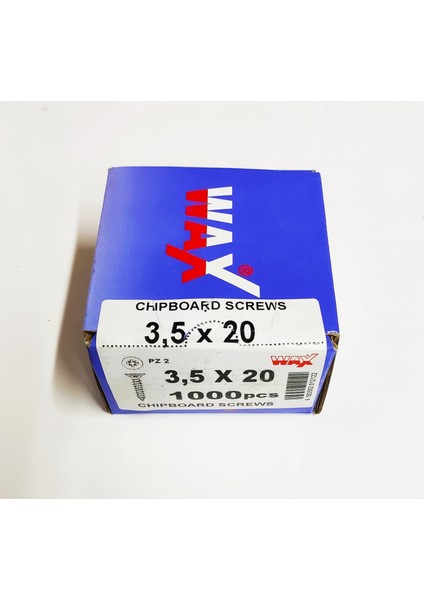 WAX®
CHIPBOARD SCREWS
3,5 x 20
PZ 2
WAX
3,5 X 20
1000pcs
CHIPBOARD SCREWS